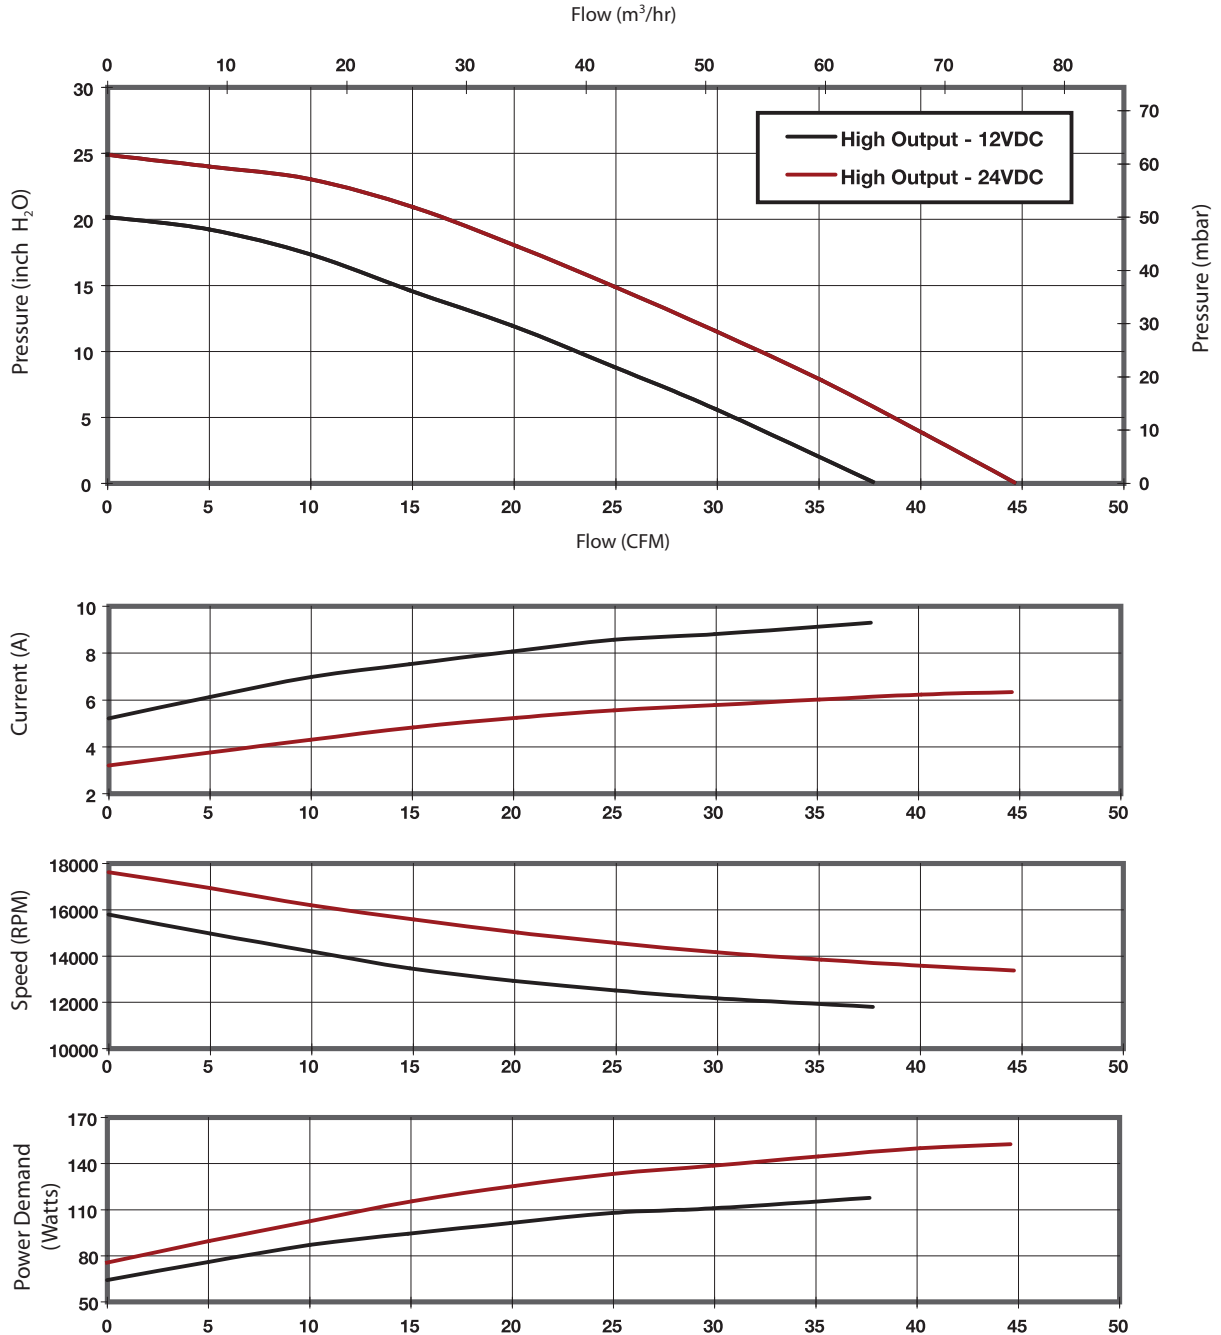 Flow (m³/hr)
0 10 20 30 40 50 60 70 80
High Output - 12VDC
High Output - 24VDC
Pressure (inch H₂O)
30
25
20
15
10
5
0
Pressure (mbar)
70
60
50
40
30
20
10
0
0 5 10 15 20 25 30 35 40 45 50
Flow (CFM)
Current (A)
10
8
6
4
2
0 5 10 15 20 25 30 35 40 45 50
Speed (RPM)
18000
16000
14000
12000
10000
0 5 10 15 20 25 30 35 40 45 50
Power Demand
(Watts)
170
140
110
80
50
0 5 10 15 20 25 30 35 40 45 50